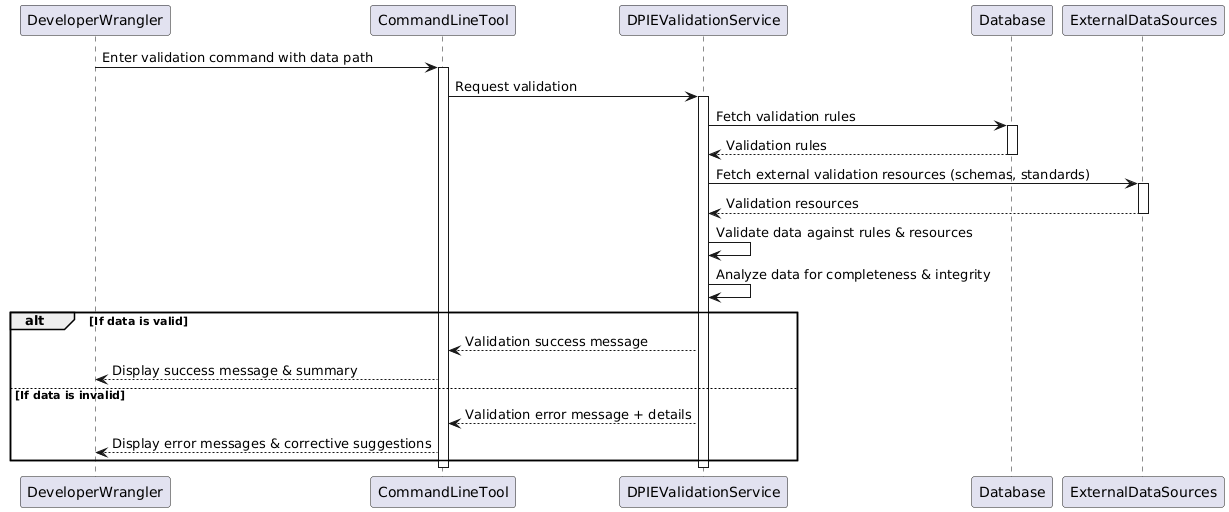 DeveloperWrangler CommandLineTool DPIEValidationService Database ExternalDataSources
Enter validation command with data path
Request validation
Fetch validation rules
Validation rules
Fetch external validation resources (schemas, standards)
Validation resources
Validate data against rules & resources
Analyze data for completeness & integrity
alt [If data is valid]
Validation success message
Display success message & summary
[If data is invalid]
Validation error message + details
Display error messages & corrective suggestions
DeveloperWrangler CommandLineTool DPIEValidationService Database ExternalDataSources